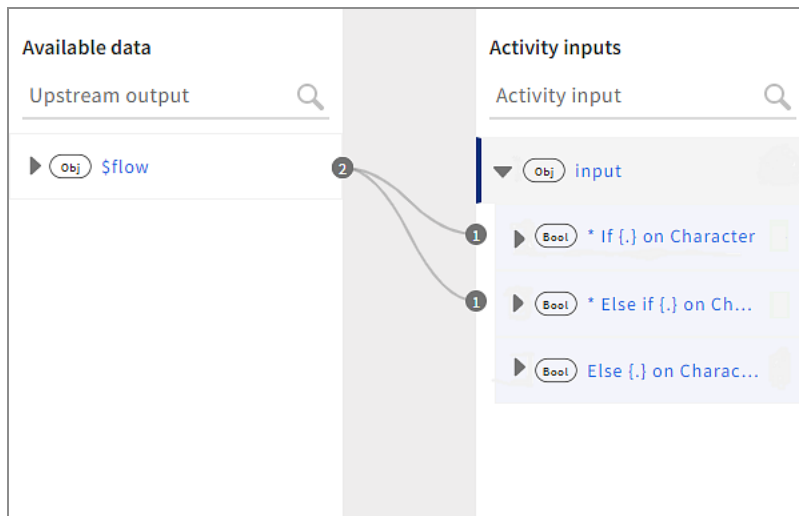 Available data
Upstream output
Obj $flow
2
Activity inputs
Activity input
Obj input
1 Bool * If {.} on Character
1 Bool * Else if {.} on Ch...
Bool Else {.} on Charac...